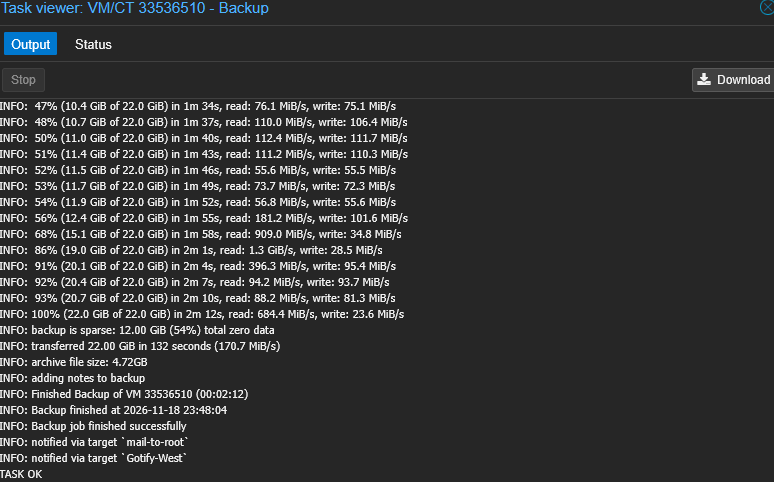 Task viewer: VM/CT 33536510 - Backup
Output Status
Stop Download
INFO: 47% (10.4 GiB of 22.0 GiB) in 1m 34s, read: 76.1 MiB/s, write: 75.1 MiB/s
INFO: 48% (10.7 GiB of 22.0 GiB) in 1m 37s, read: 110.0 MiB/s, write: 106.4 MiB/s
INFO: 50% (11.0 GiB of 22.0 GiB) in 1m 40s, read: 112.4 MiB/s, write: 111.7 MiB/s
INFO: 51% (11.4 GiB of 22.0 GiB) in 1m 43s, read: 111.2 MiB/s, write: 110.3 MiB/s
INFO: 52% (11.5 GiB of 22.0 GiB) in 1m 46s, read: 55.6 MiB/s, write: 55.5 MiB/s
INFO: 53% (11.7 GiB of 22.0 GiB) in 1m 49s, read: 73.7 MiB/s, write: 72.3 MiB/s
INFO: 54% (11.9 GiB of 22.0 GiB) in 1m 52s, read: 56.8 MiB/s, write: 55.6 MiB/s
INFO: 56% (12.4 GiB of 22.0 GiB) in 1m 55s, read: 181.2 MiB/s, write: 101.6 MiB/s
INFO: 68% (15.1 GiB of 22.0 GiB) in 1m 58s, read: 909.0 MiB/s, write: 34.8 MiB/s
INFO: 86% (19.0 GiB of 22.0 GiB) in 2m 1s, read: 1.3 GiB/s, write: 28.5 MiB/s
INFO: 91% (20.1 GiB of 22.0 GiB) in 2m 4s, read: 396.3 MiB/s, write: 95.4 MiB/s
INFO: 92% (20.4 GiB of 22.0 GiB) in 2m 7s, read: 94.2 MiB/s, write: 93.7 MiB/s
INFO: 93% (20.7 GiB of 22.0 GiB) in 2m 10s, read: 88.2 MiB/s, write: 81.3 MiB/s
INFO: 100% (22.0 GiB of 22.0 GiB) in 2m 12s, read: 684.4 MiB/s, write: 23.6 MiB/s
INFO: backup is sparse: 12.00 GiB (54%) total zero data
INFO: transferred 22.00 GiB in 132 seconds (170.7 MiB/s)
INFO: archive file size: 4.72GB
INFO: adding notes to backup
INFO: Finished Backup of VM 33536510 (00:02:12)
INFO: Backup finished at 2026-11-18 23:48:04
INFO: Backup job finished successfully
INFO: notified via target `mail-to-root`
INFO: notified via target `Gotify-West`
TASK OK